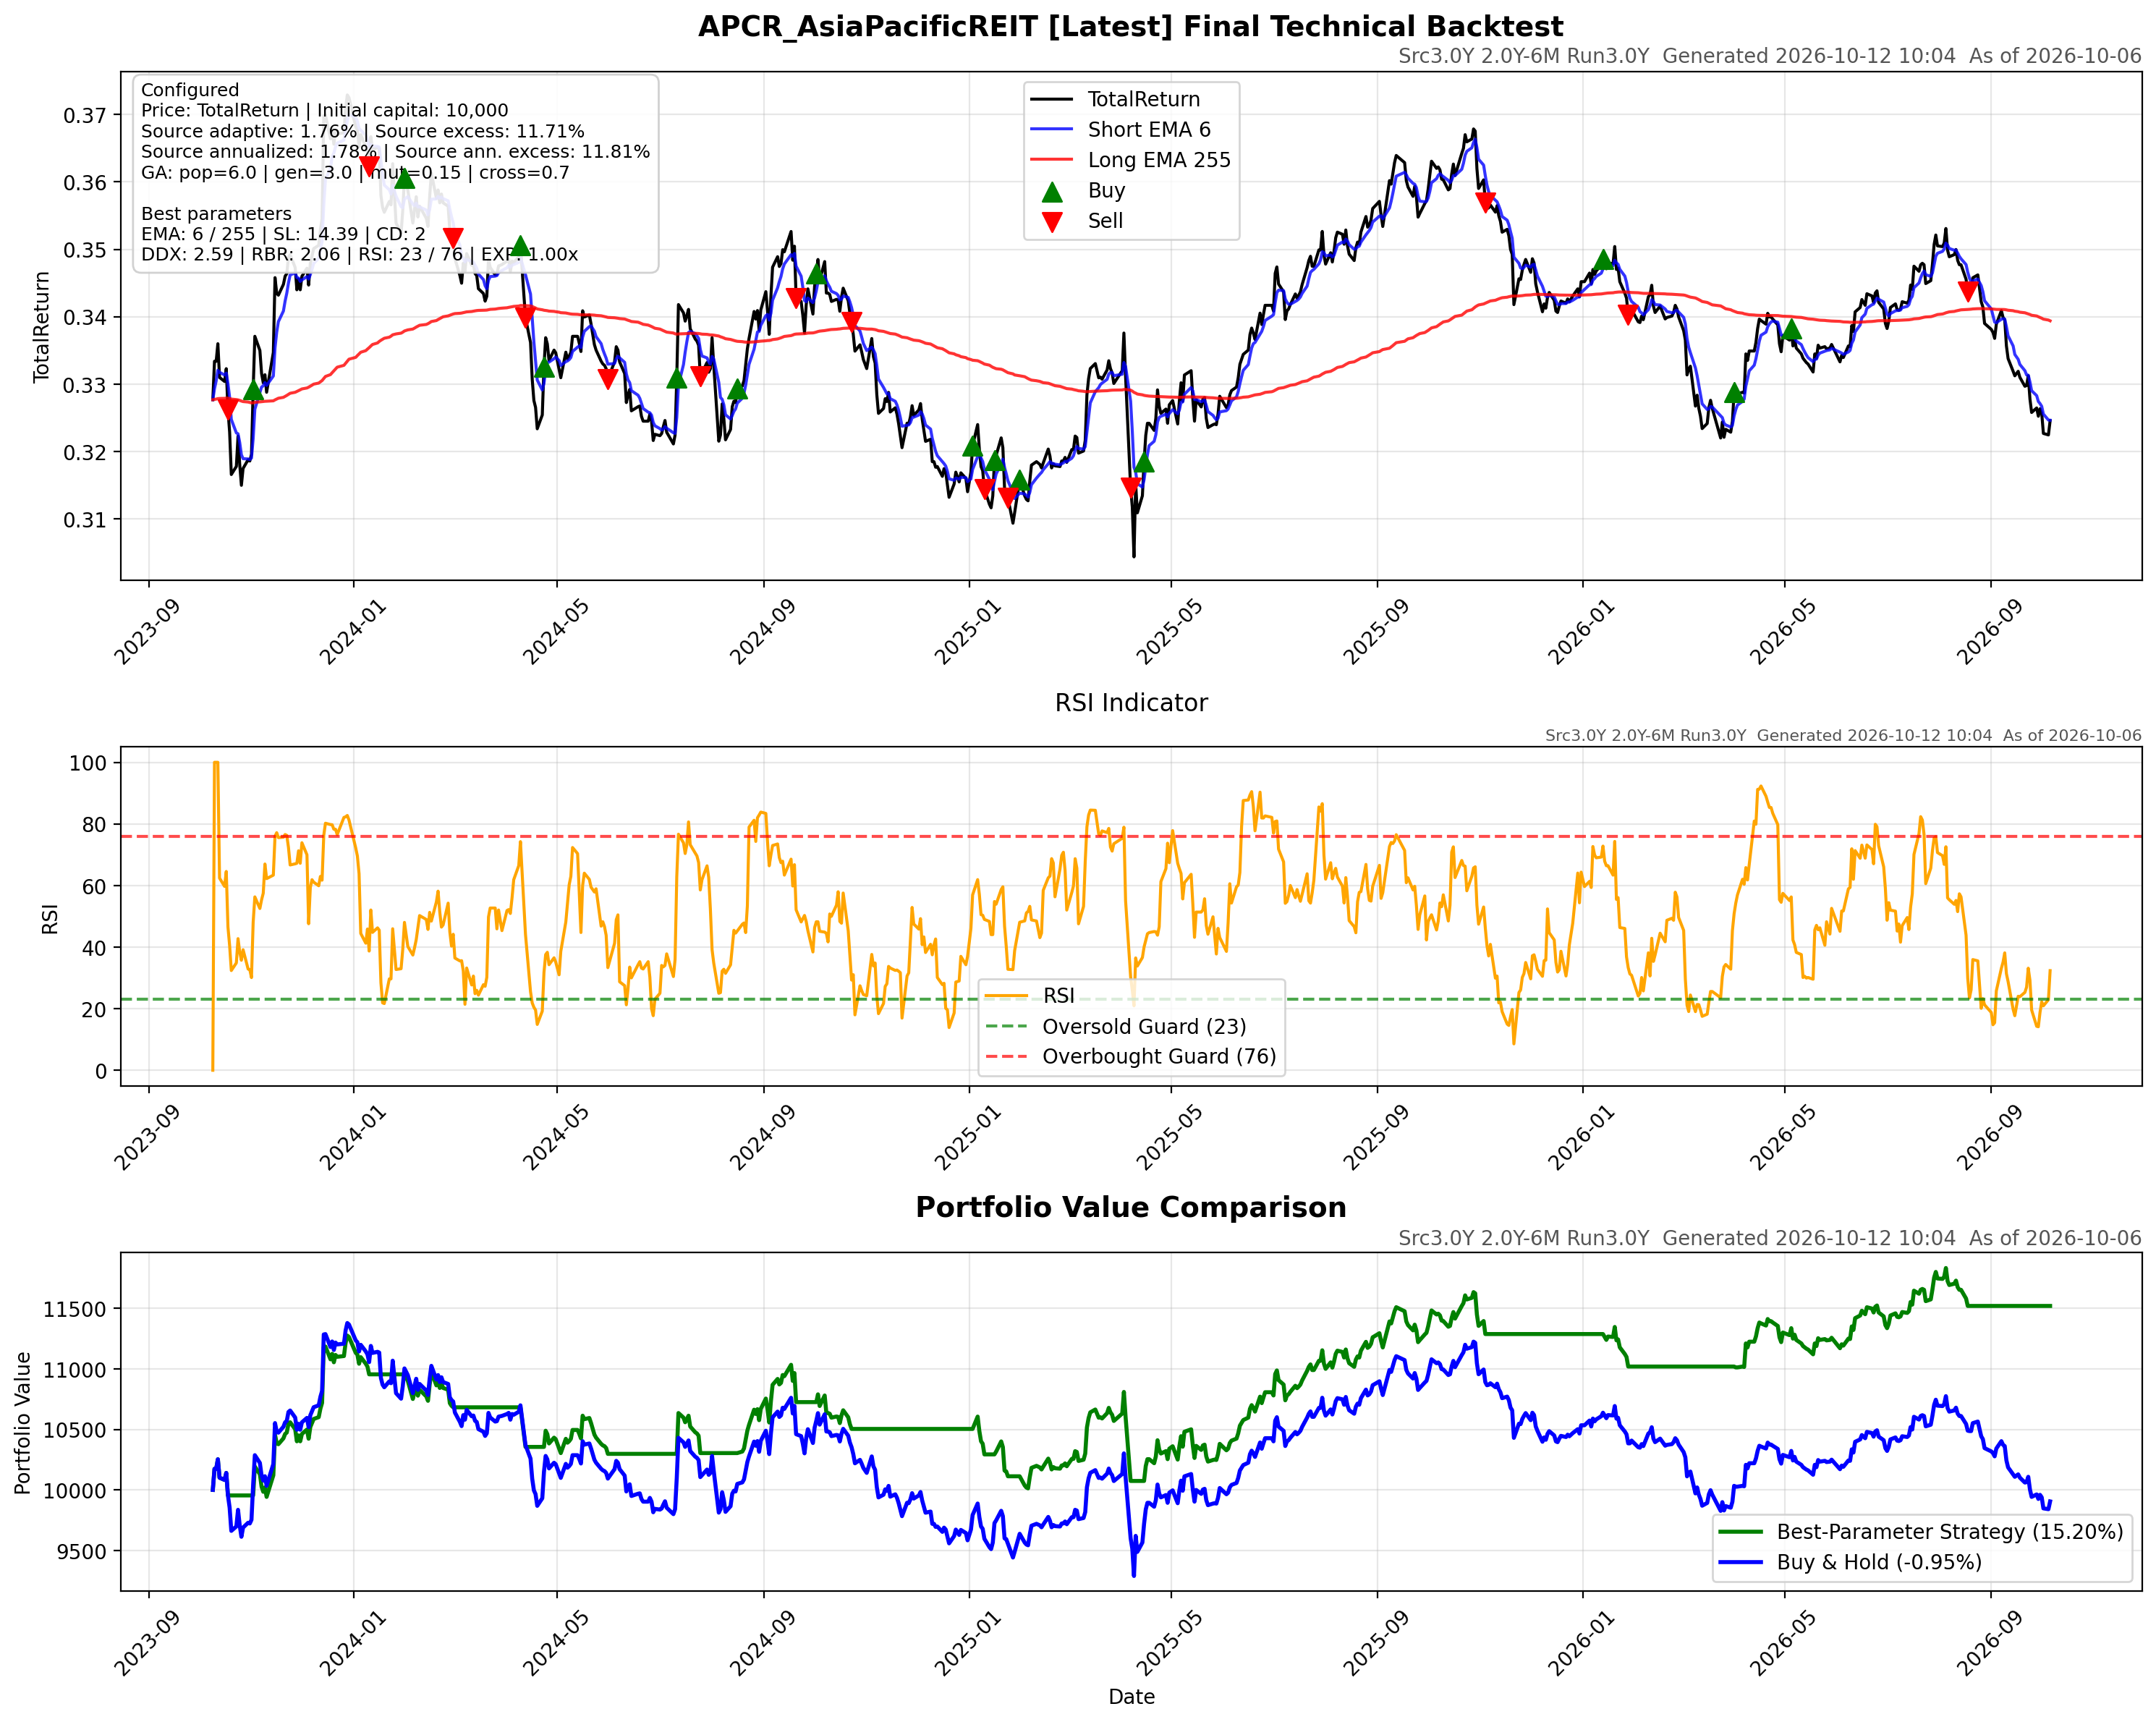 APCR_AsiaPacificREIT [Latest] Final Technical Backtest
Src3.0Y 2.0Y-6M Run3.0Y  Generated 2026-10-12 10:04  As of 2026-10-06
Configured
Price: TotalReturn | Initial capital: 10,000
Source adaptive: 1.76% | Source excess: 11.71%
Source annualized: 1.78% | Source ann. excess: 11.81%
GA: pop=6.0 | gen=3.0 | mut=0.15 | cross=0.7
Best parameters
EMA: 6 / 255 | SL: 14.39 | CD: 2
DDX: 2.59 | RBR: 2.06 | RSI: 23 / 76 | EXP: 1.00x
TotalReturn
Short EMA 6
Long EMA 255
Buy
Sell
TotalReturn
0.37
0.36
0.35
0.34
0.33
0.32
0.31
2023-09
2024-01
2024-05
2024-09
2025-01
2025-05
2025-09
2026-01
2026-05
2026-09
RSI Indicator
Src3.0Y 2.0Y-6M Run3.0Y  Generated 2026-10-12 10:04  As of 2026-10-06
RSI
100
80
60
40
20
0
RSI
Oversold Guard (23)
Overbought Guard (76)
2023-09
2024-01
2024-05
2024-09
2025-01
2025-05
2025-09
2026-01
2026-05
2026-09
Portfolio Value Comparison
Src3.0Y 2.0Y-6M Run3.0Y  Generated 2026-10-12 10:04  As of 2026-10-06
Portfolio Value
11500
11000
10500
10000
9500
Best-Parameter Strategy (15.20%)
Buy & Hold (-0.95%)
2023-09
2024-01
2024-05
2024-09
2025-01
2025-05
2025-09
2026-01
2026-05
2026-09
Date